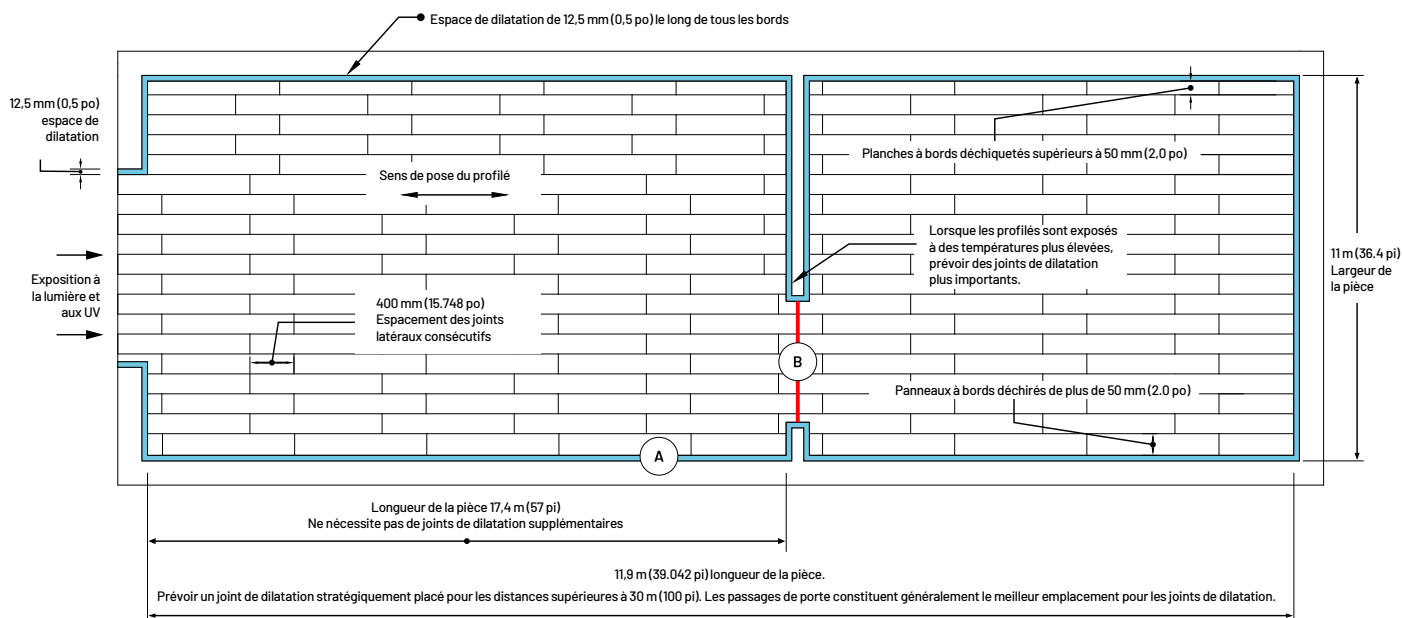 Espace de dilatation de 12,5 mm (0,5 po) le long de tous les bords
12,5 mm (0,5 po)
espace de
dilatation
Planches à bords déchiquetés supérieurs à 50 mm (2,0 po)
Sens de pose du profilé
Lorsque les profilés sont exposés
à des températures plus élevées,
prévoir des joints de dilatation
plus importants.
11 m (36.4 pi)
Largeur de
la pièce
Exposition à
la lumière et
aux UV
400 mm (15.748 po)
Espacement des joints
latéraux consécutifs
B
Panneaux à bords déchirés de plus de 50 mm (2.0 po)
A
Longueur de la pièce 17,4 m (57 pi)
Ne nécessite pas de joints de dilatation supplémentaires
11,9 m (39.042 pi) longueur de la pièce.
Prévoir un joint de dilatation stratégiquement placé pour les distances supérieures à 30 m (100 pi). Les passages de porte constituent généralement le meilleur emplacement pour les joints de dilatation.